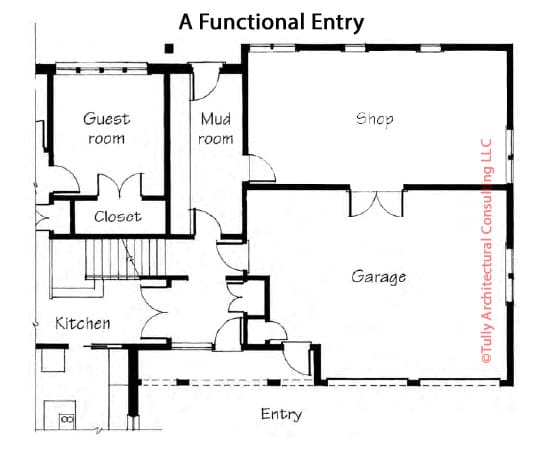 A Functional Entry
Guest
room
Mud
room
Shop
Closet
Garage
Kitchen
Entry
©Tully Architectural Consulting LLC